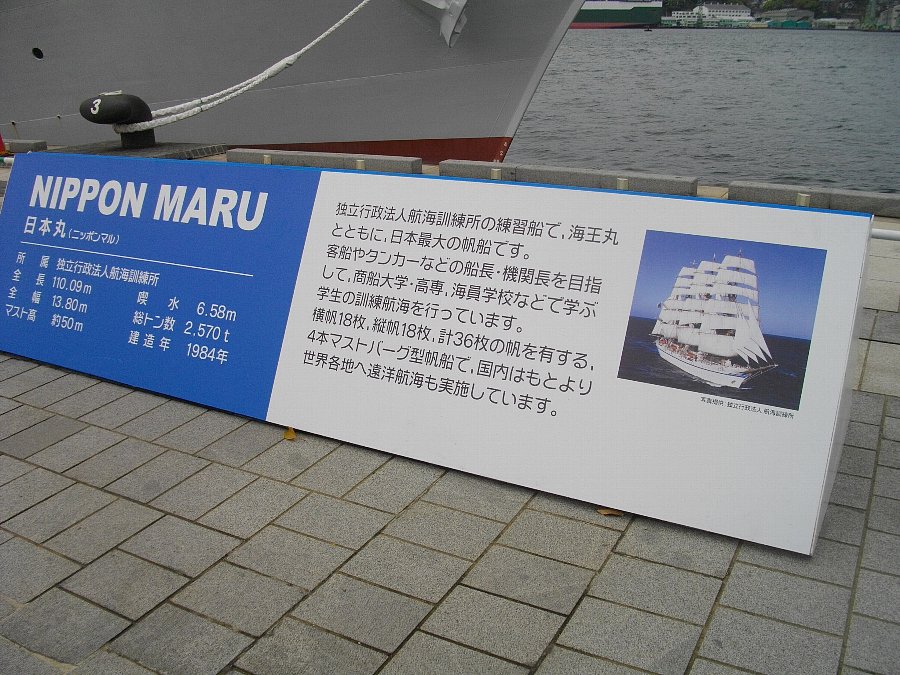 3
NIPPON MARU
日本丸(ニッポンマル)
所 属 独立行政法人航海訓練所
全 長 110.09m 喫 水 6.58m
全 幅 13.80m 総トン数 2,570t
マスト高 約50m 建 造 年 1984年
独立行政法人航海訓練所の練習船で,海王丸
とともに,日本最大の帆船です。
客船やタンカーなどの船長・機関長を目指
して,商船大学・高専,海員学校などで学ぶ
学生の訓練航海を行っています。
横帆18枚,縦帆18枚,計36枚の帆を有する,
4本マストバーク型帆船で,国内はもとより
世界各地へ遠洋航海も実施しています。
写真提供:独立行政法人 航海訓練所